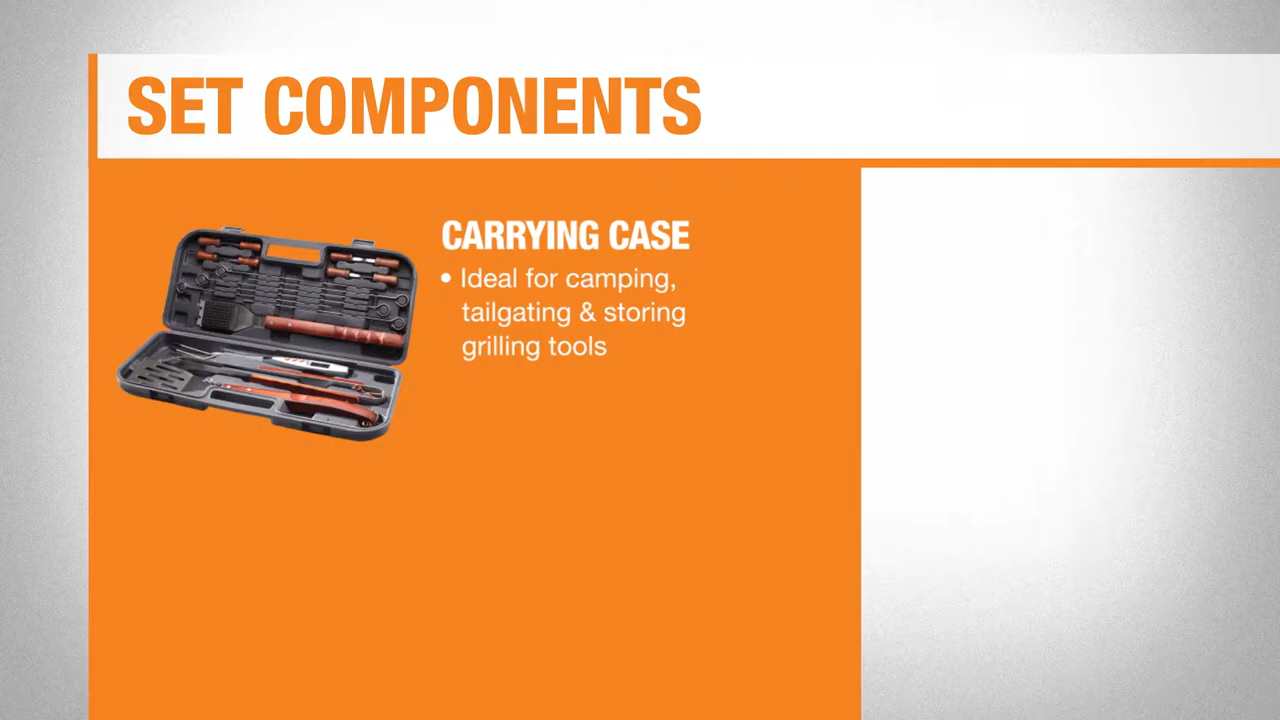 SET COMPONENTS
CARRYING CASE
• Ideal for camping,
tailgating & storing
grilling tools